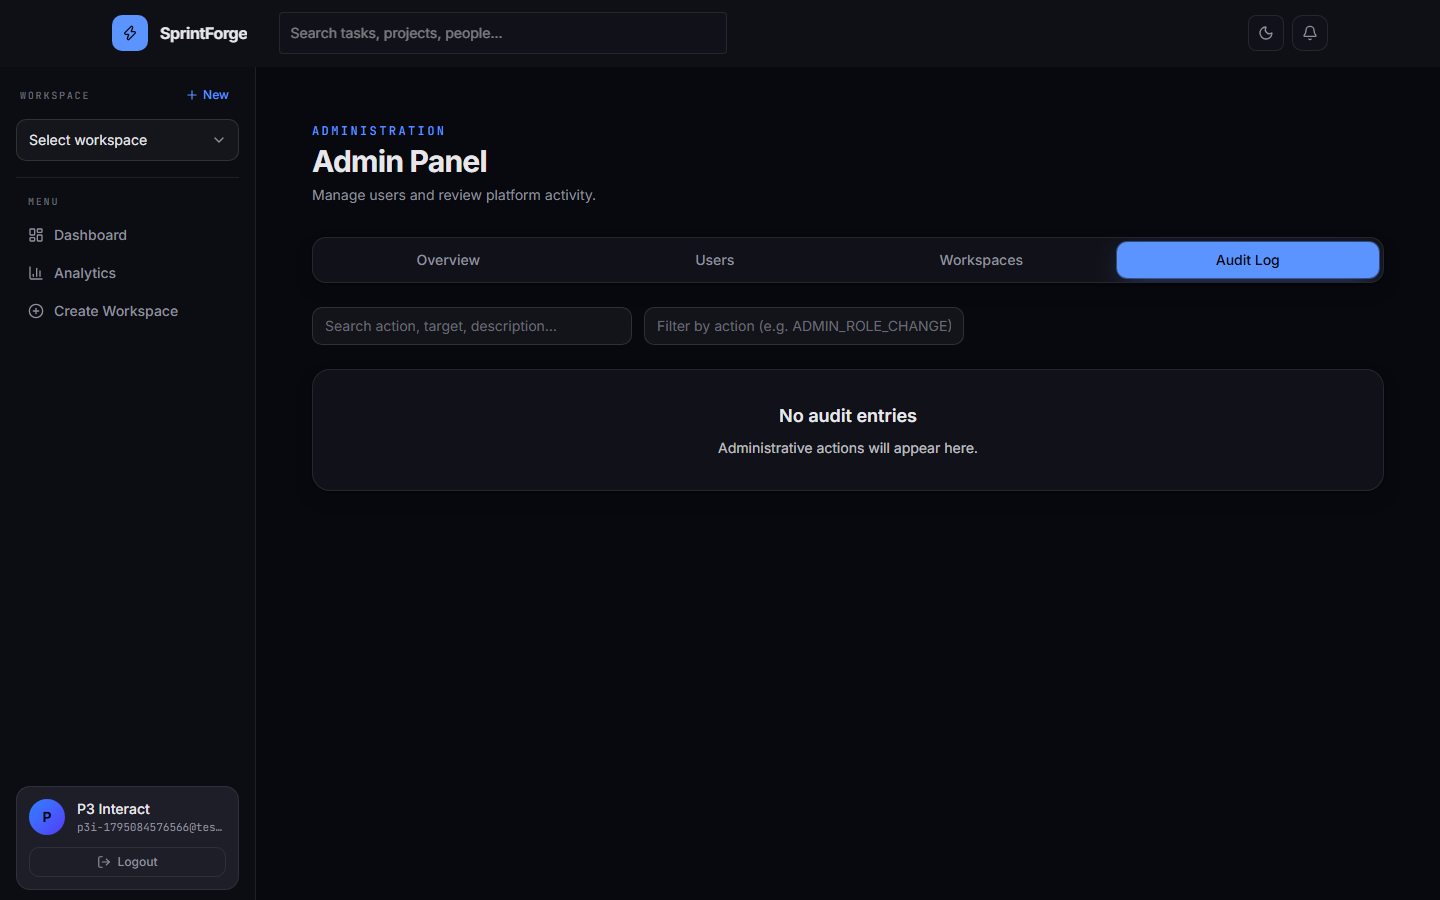 SprintForge
Search tasks, projects, people...
WORKSPACE
+ New
Select workspace
MENU
Dashboard
Analytics
Create Workspace
ADMINISTRATION
Admin Panel
Manage users and review platform activity.
Overview
Users
Workspaces
Audit Log
Search action, target, description...
Filter by action (e.g. ADMIN_ROLE_CHANGE)
No audit entries
Administrative actions will appear here.
P
P3 Interact
p3i-1795084576566@tes…
Logout